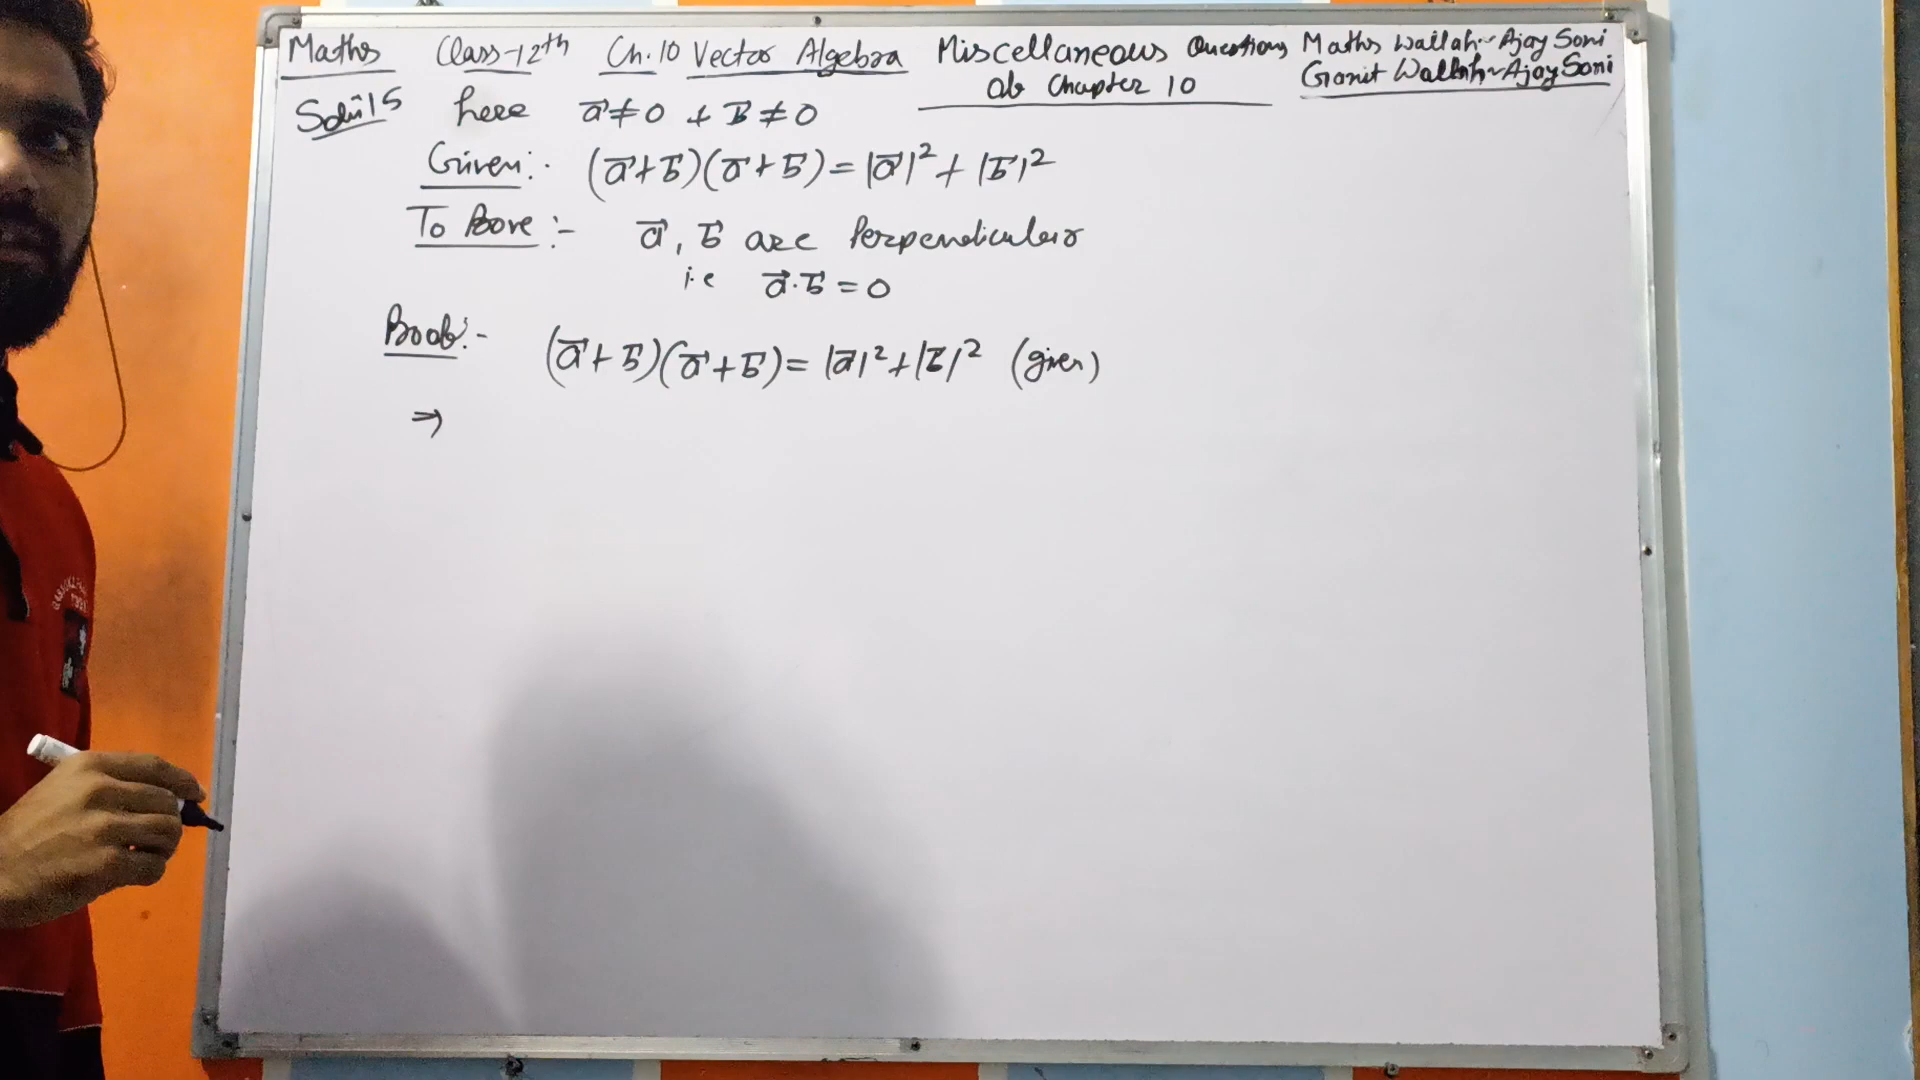 Maths Class-12th Ch.10 Vector Algebra Miscellaneous Questions Maths Wallah~Ajay Soni
of Chapter 10 Ganit Wallah~Ajay Soni
Soln 15 here a⃗≠0 + b⃗≠0
Given:- (a⃗+b⃗)(a⃗+b⃗)=|a⃗|²+|b⃗|²
To Prove:- a⃗, b⃗ are Perpendicular
i.e a⃗.b⃗=0
Proof:- (a⃗+b⃗)(a⃗+b⃗)=|a⃗|²+|b⃗|² (given)
⇒